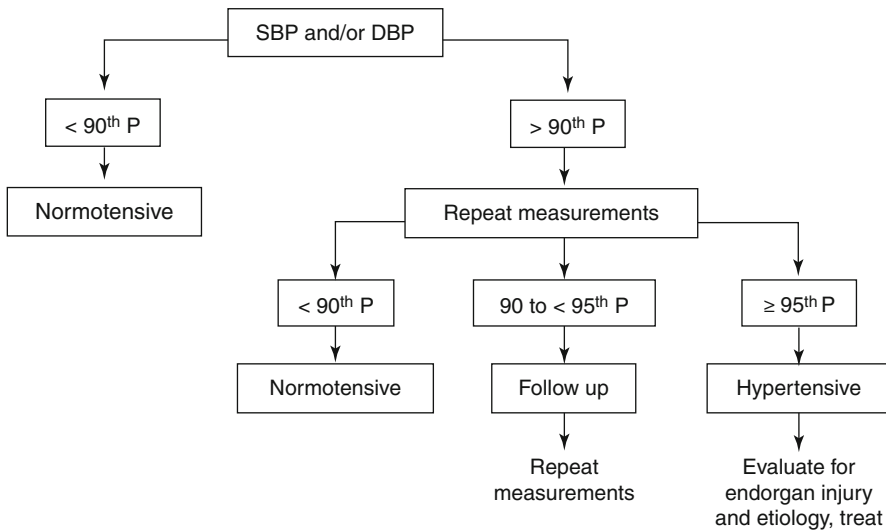 SBP and/or DBP
< 90th P
> 90th P
Normotensive
Repeat measurements
< 90th P
90 to < 95th P
≥ 95th P
Normotensive
Follow up
Hypertensive
Repeat
measurements
Evaluate for
endorgan injury
and etiology, treat